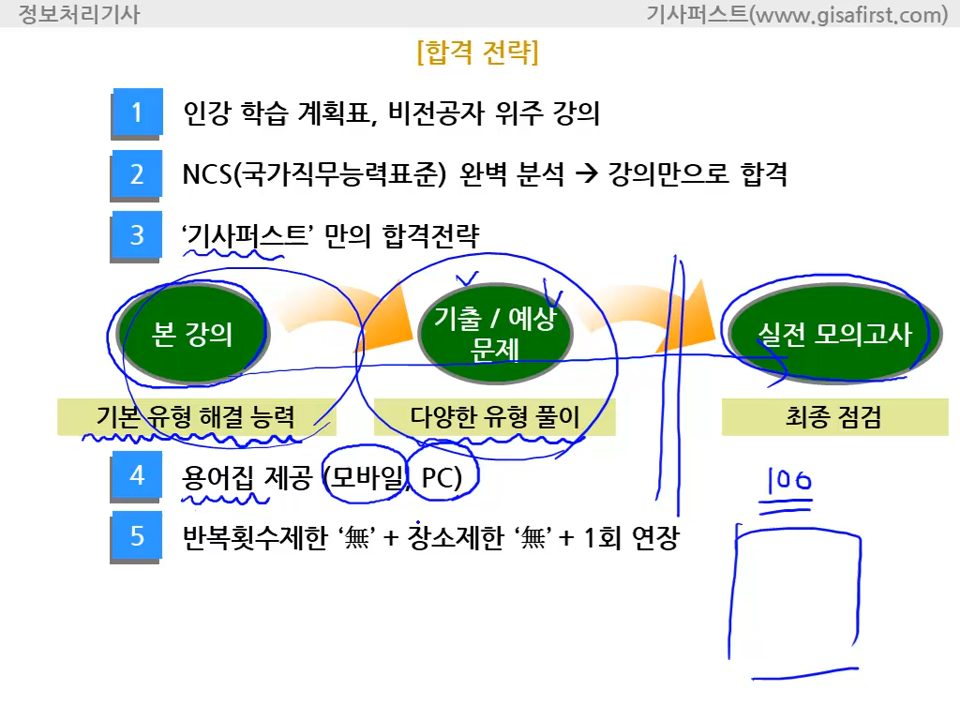 정보처리기사
기사퍼스트(www.gisafirst.com)
[합격 전략]
1 인강 학습 계획표, 비전공자 위주 강의
2 NCS(국가직무능력표준) 완벽 분석 → 강의만으로 합격
3 ‘기사퍼스트’ 만의 합격전략
본 강의
기출 / 예상
문제
실전 모의고사
기본 유형 해결 능력
다양한 유형 풀이
최종 점검
4 용어집 제공 (모바일, PC)
100
5 반복횟수제한 ‘無’ + 장소제한 ‘無’ + 1회 연장